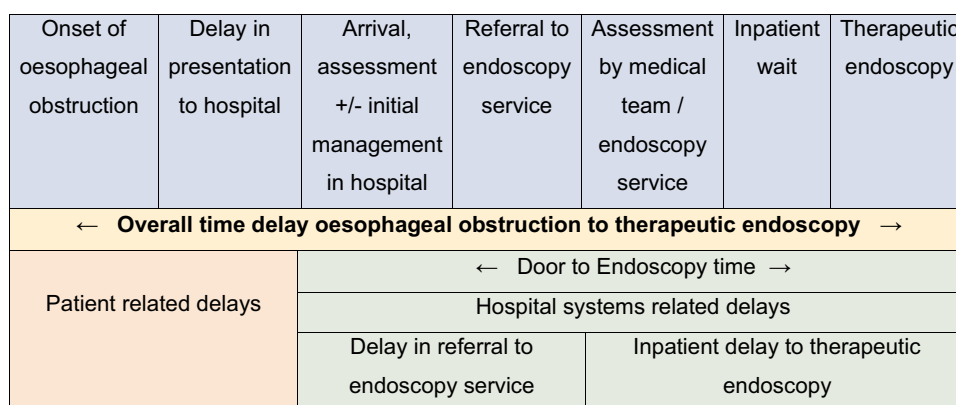 Onset of
oesophageal
obstruction
Delay in
presentation
to hospital
Arrival,
assessment
+/- initial
management
in hospital
Referral to
endoscopy
service
Assessment
by medical
team /
endoscopy
service
Inpatient
wait
Therapeutic
endoscopy
← Overall time delay oesophageal obstruction to therapeutic endoscopy →
Patient related delays
← Door to Endoscopy time →
Hospital systems related delays
Delay in referral to
endoscopy service
Inpatient delay to therapeutic
endoscopy